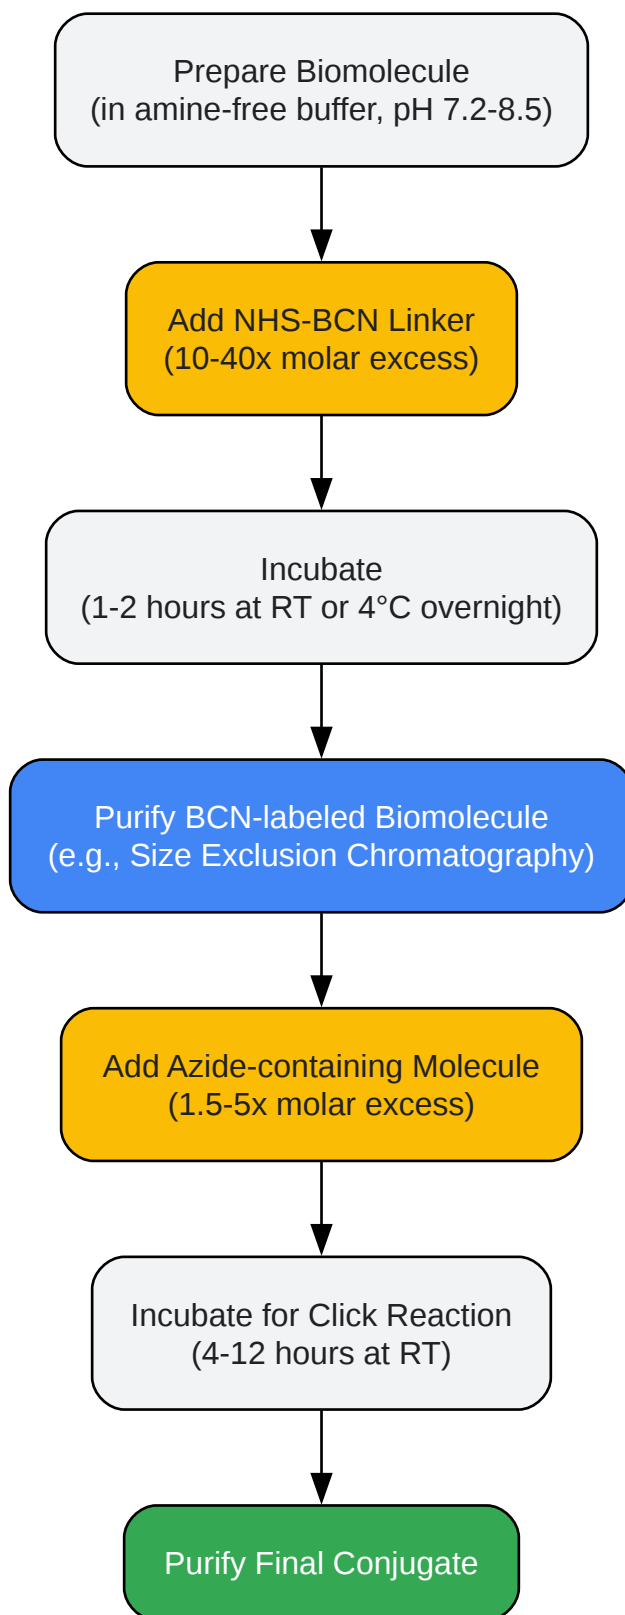 Prepare Biomolecule
(in amine-free buffer, pH 7.2-8.5)
Add NHS-BCN Linker
(10-40x molar excess)
Incubate
(1-2 hours at RT or 4°C overnight)
Purify BCN-labeled Biomolecule
(e.g., Size Exclusion Chromatography)
Add Azide-containing Molecule
(1.5-5x molar excess)
Incubate for Click Reaction
(4-12 hours at RT)
Purify Final Conjugate